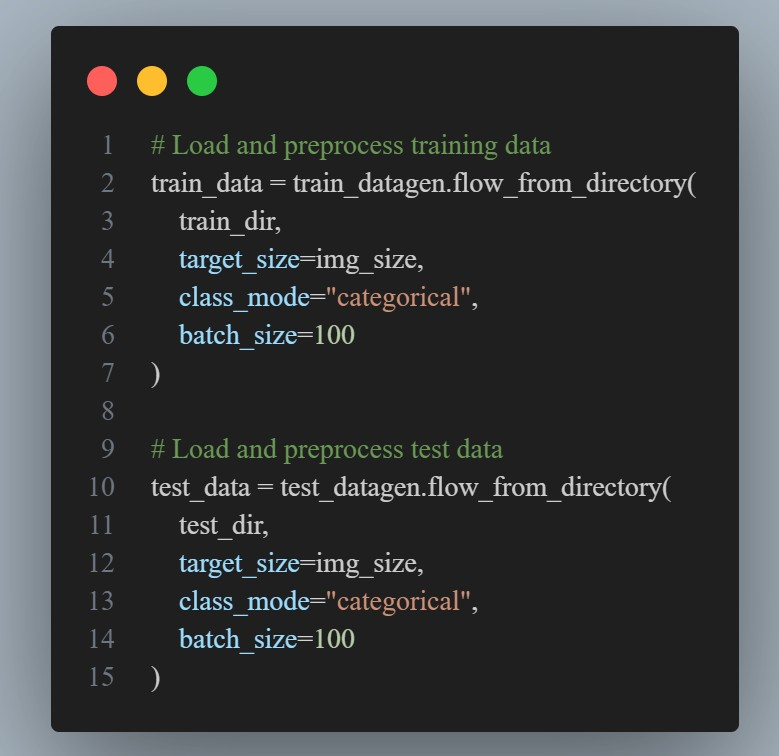 1 # Load and preprocess training data
2 train_data = train_datagen.flow_from_directory(
3     train_dir,
4     target_size=img_size,
5     class_mode="categorical",
6     batch_size=100
7 )
8
9 # Load and preprocess test data
10 test_data = test_datagen.flow_from_directory(
11     test_dir,
12     target_size=img_size,
13     class_mode="categorical",
14     batch_size=100
15 )